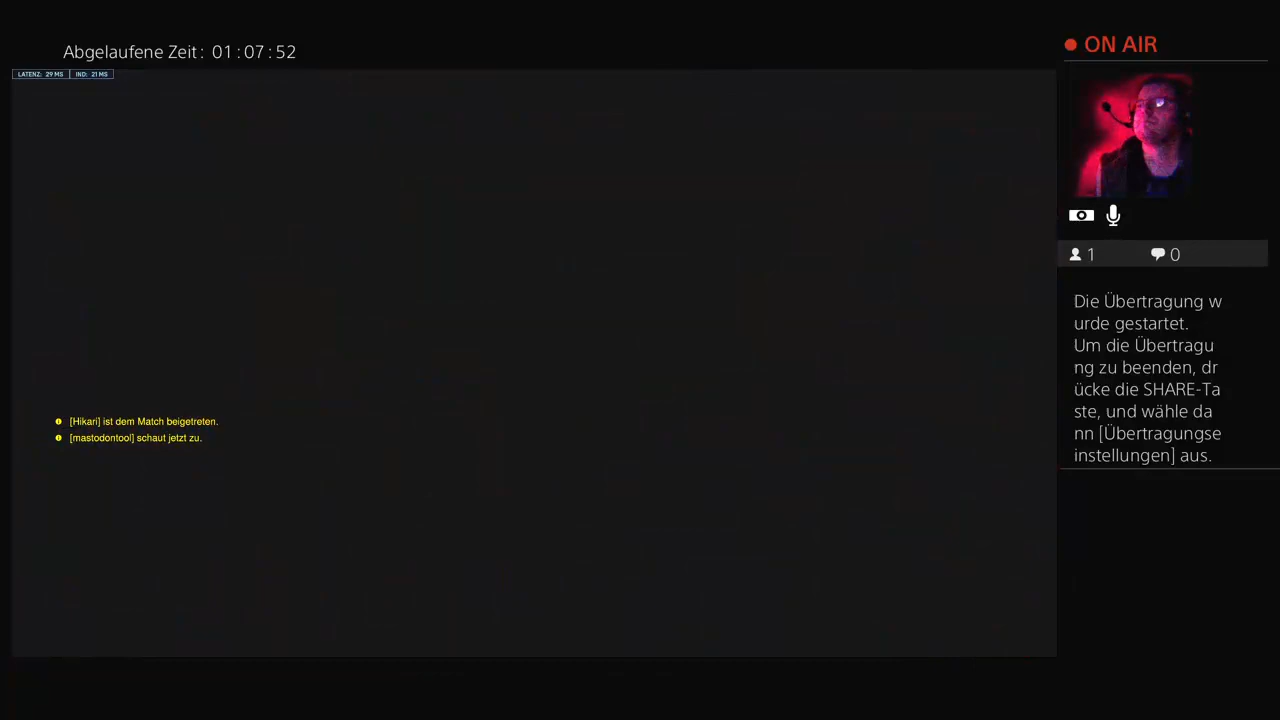 Abgelaufene Zeit: 01:07:52
ON AIR
LATENZ: 29 MS IND: 21 MS
1 0
Die Übertragung w
urde gestartet.
Um die Übertragu
ng zu beenden, dr
ücke die SHARE-Ta
ste, und wähle da
nn [Übertragungse
instellungen] aus.
[Hikari] ist dem Match beigetreten.
[mastodontool] schaut jetzt zu.